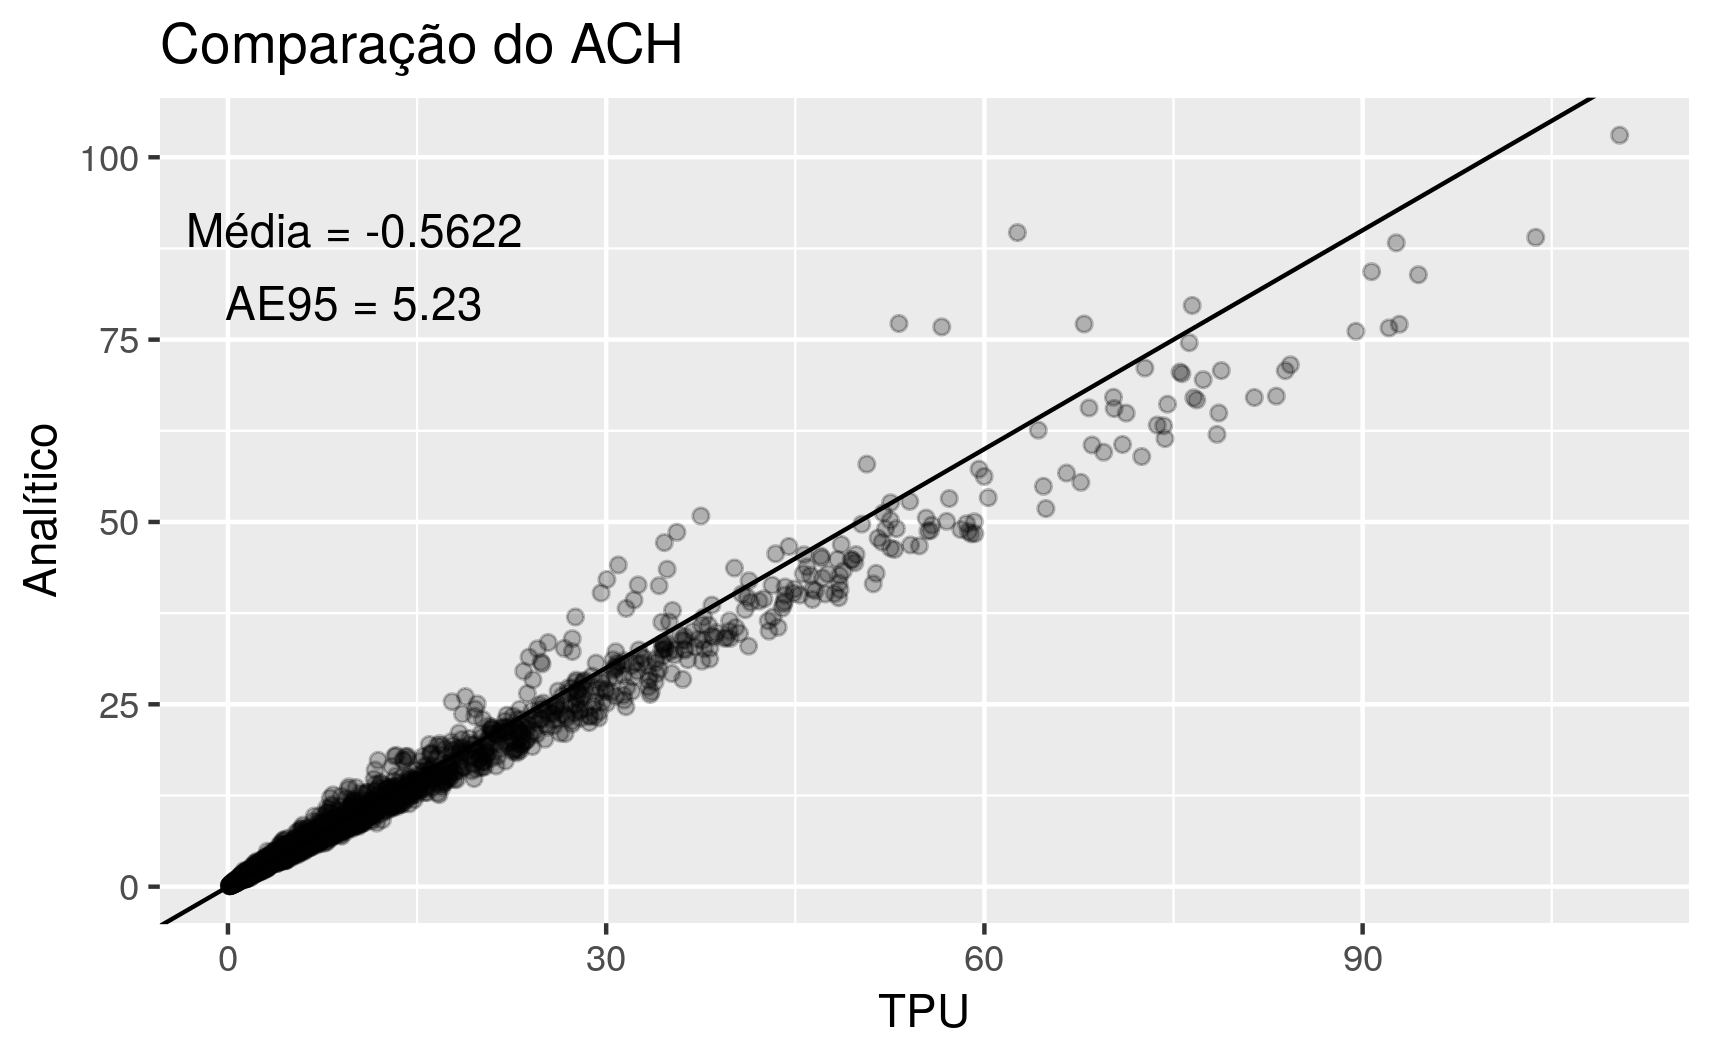 Comparação do ACH
Média = -0.5622
AE95 = 5.23
Analítico
100
75
50
25
0
0 30 60 90
TPU